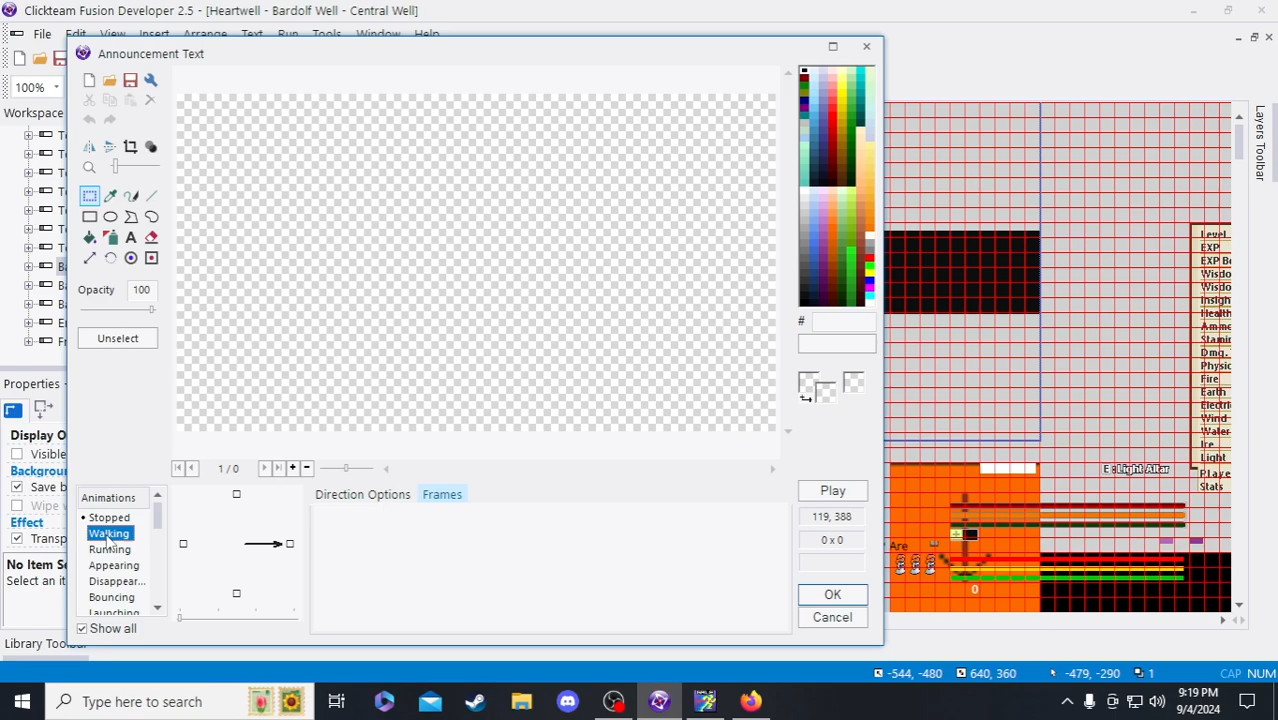 Clickteam Fusion Developer 2.5 - [Heartwell - Bardolf Well - Central Well]
File Edit Insert Arrange Text Run Tools Window Help
Announcement Text
100%
Workspace
Opacity 100
Unselect
#
Properties
Display O
Visible
Background
Save b
Wipe w
Effect
Transp
No Item Se
Select an it
1 / 0
Animations
Stopped
Walking
Running
Appearing
Disappear...
Bouncing
Launching
Show all
Direction Options Frames
Play
119, 388
0 x 0
OK
Cancel
Layers Toolbar
Level
EXP
EXP Be
Wisdo
Wisdo
Insigh
Health
Ammo
Stamin
Dmg.
Physic
Fire
Earth
Electri
Wind
Water
Ice
Light
Player
Stats
E : Light Altar
Are
0
Library Toolbar
-544, -480 640, 360 -479, -290 1 CAP NUM
Type here to search
9:19 PM
9/4/2024